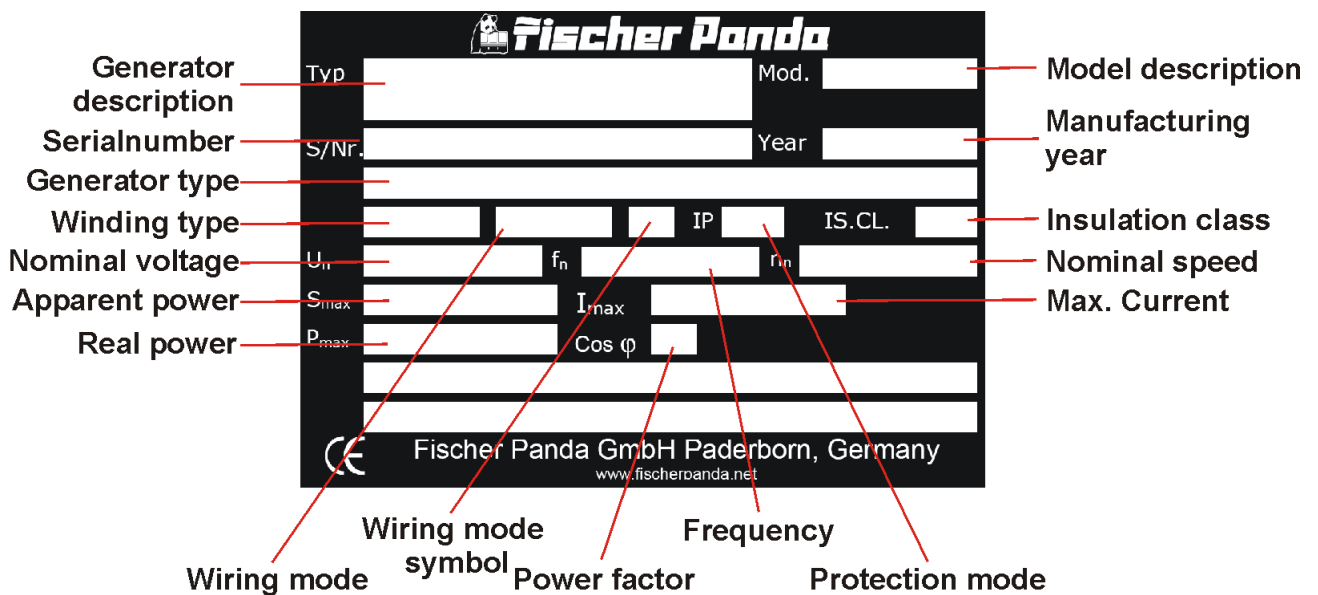 Fischer Panda
Generator description
Typ
Mod.
Model description
Serialnumber
S/Nr.
Year
Manufacturing year
Generator type
Winding type
IP
IS.CL.
Insulation class
Nominal voltage
Un
fn
nn
Nominal speed
Apparent power
Smax
Imax
Max. Current
Real power
Pmax
Cos φ
CE
Fischer Panda GmbH Paderborn, Germany
www.fischerpanda.net
Wiring mode
Wiring mode symbol
Power factor
Frequency
Protection mode